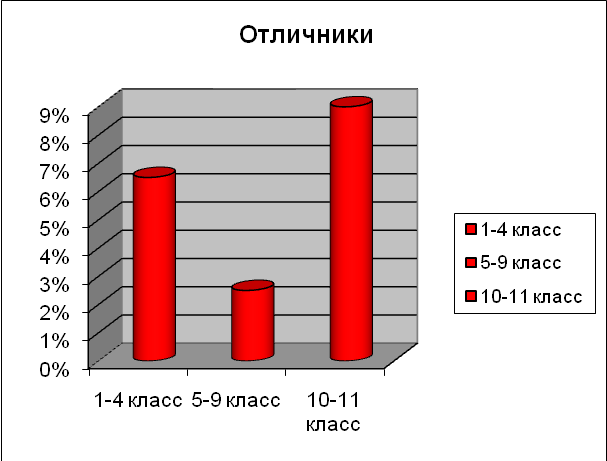 Отличники
9%
8%
7%
6%
5%
4%
3%
2%
1%
0%
1-4 класс 5-9 класс 10-11
класс
1-4 класс
5-9 класс
10-11 класс